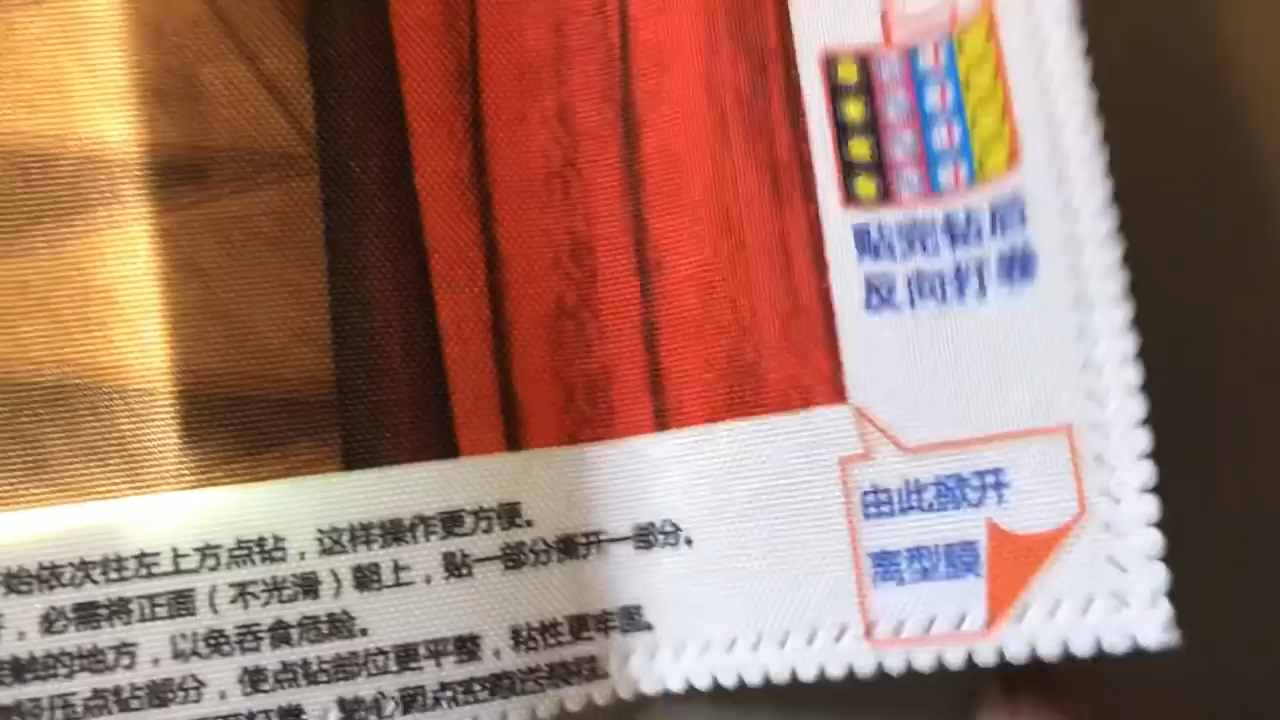 贴完钻后
反向打卷
由此掀开
离型膜
始依次往左上方点钻，这样操作更方便。
，必需将正面（不光滑）朝上，贴一部分撕开一部分。
触的地方，以免吞食危险。
压点钻部分，使点钻部位更平整，粘性更牢固